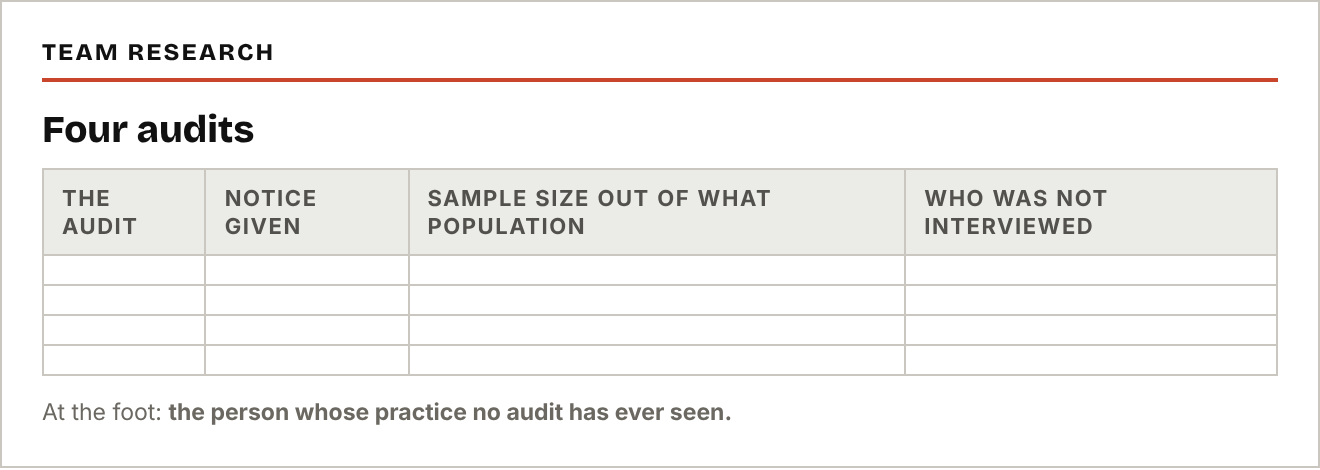 TEAM RESEARCH
Four audits
THE
AUDIT
NOTICE
GIVEN
SAMPLE SIZE OUT OF WHAT
POPULATION
WHO WAS NOT
INTERVIEWED
At the foot: the person whose practice no audit has ever seen.